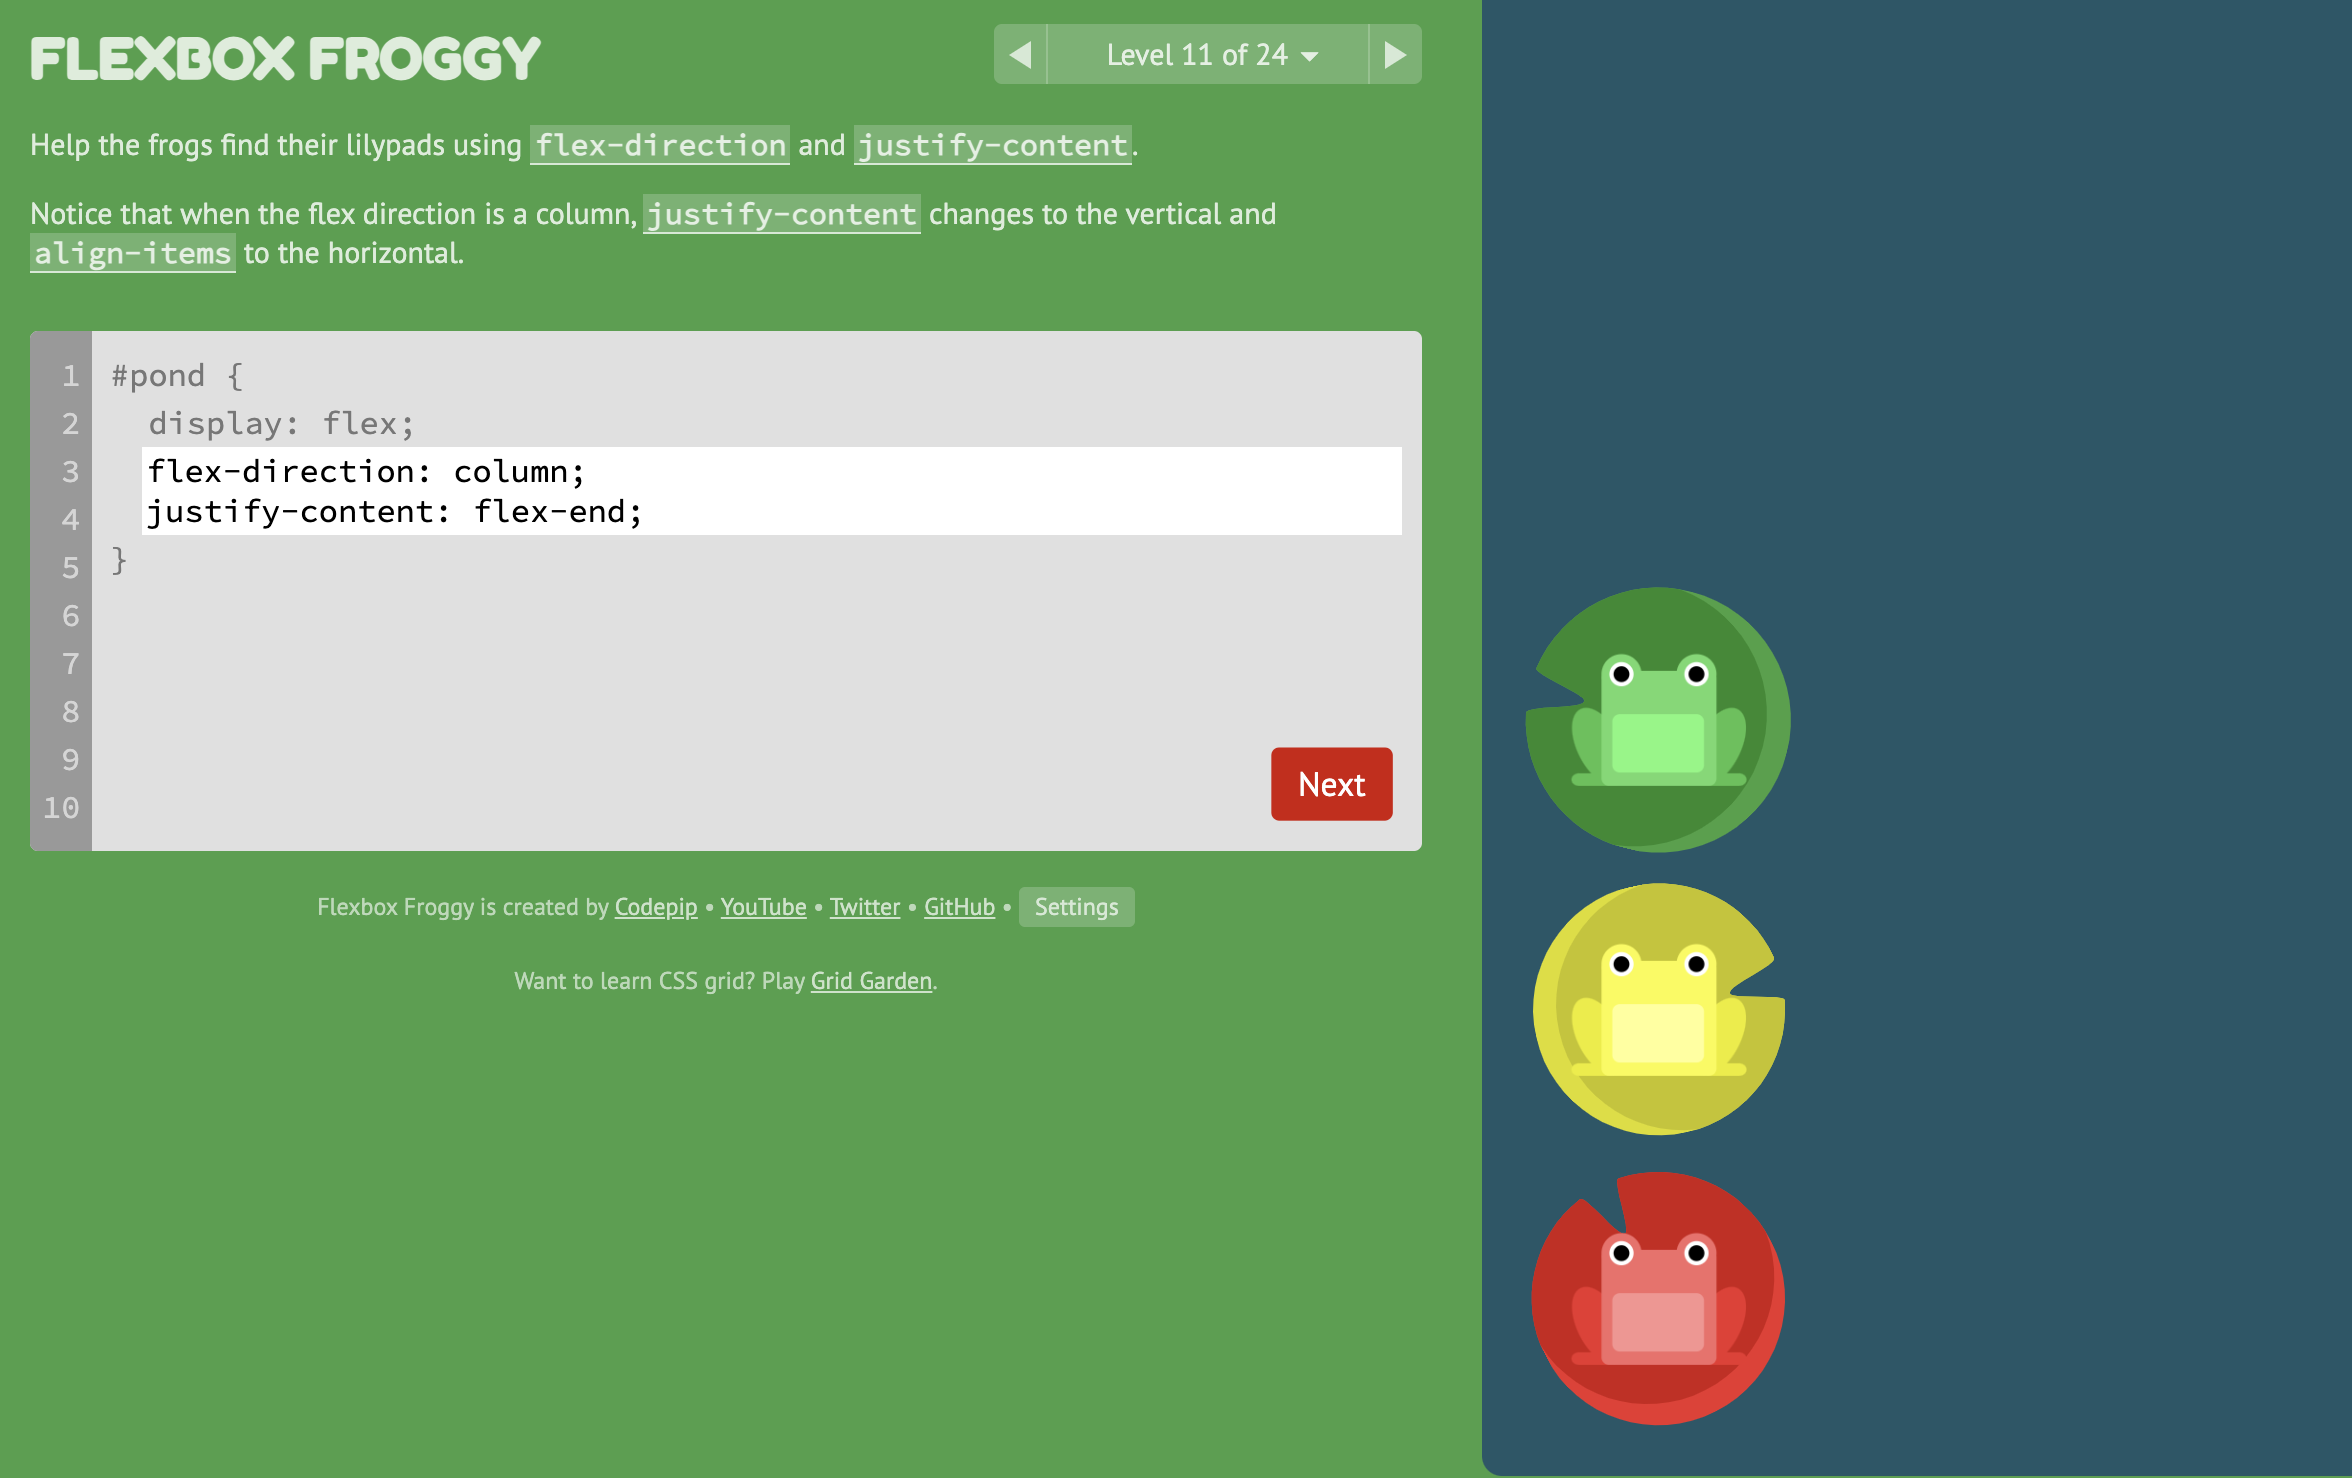 FLEXBOX FROGGY
Level 11 of 24
Help the frogs find their lilypads using flex-direction and justify-content.
Notice that when the flex direction is a column, justify-content changes to the vertical and
align-items to the horizontal.
1 #pond {
2 display: flex;
3 flex-direction: column;
4 justify-content: flex-end;
5 }
6
7
8
9
10
Next
Flexbox Froggy is created by Codepip • YouTube • Twitter • GitHub • Settings
Want to learn CSS grid? Play Grid Garden.